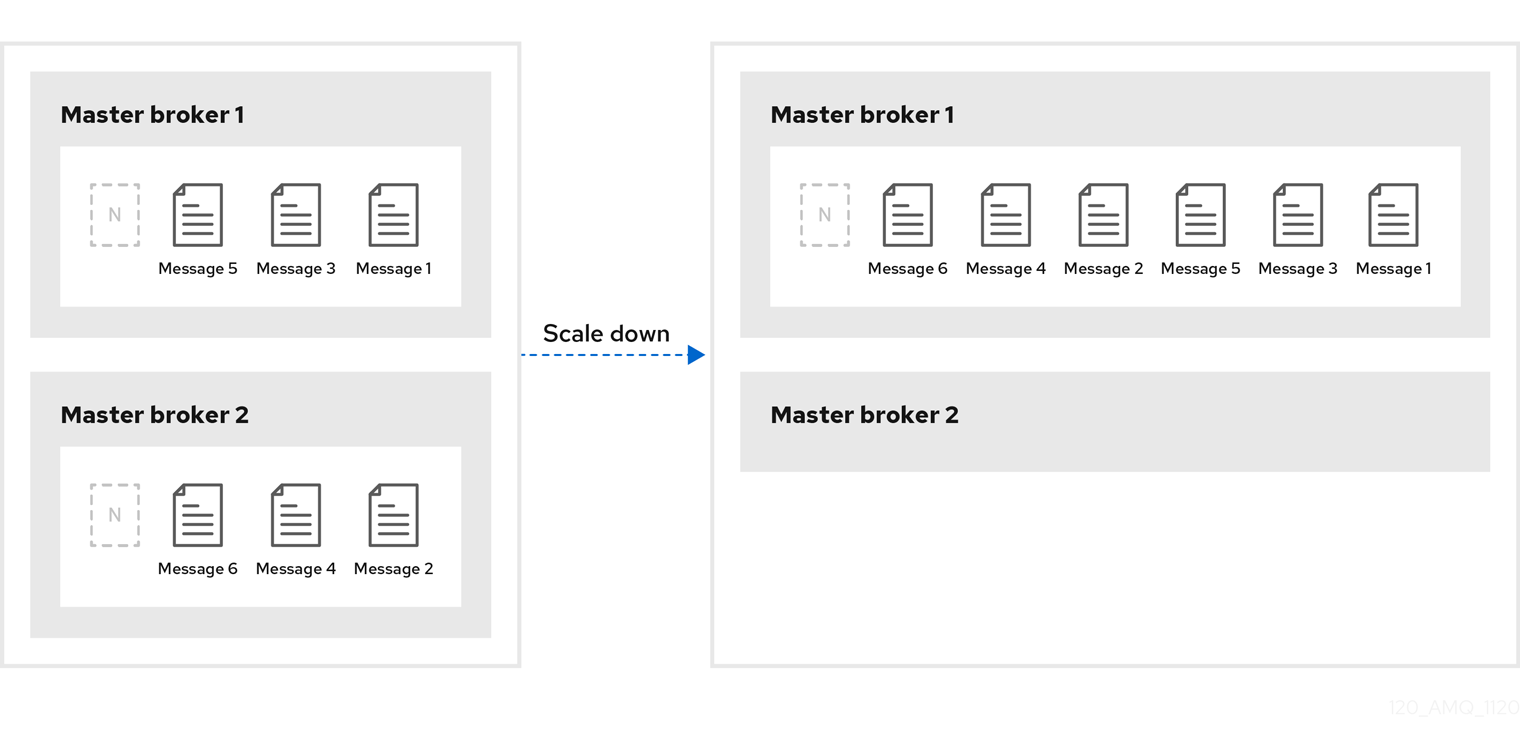 Master broker 1
N
Message 5 Message 3 Message 1
Master broker 2
N
Message 6 Message 4 Message 2
Scale down
Master broker 1
N
Message 6 Message 4 Message 2 Message 5 Message 3 Message 1
Master broker 2
120_AMQ_1120